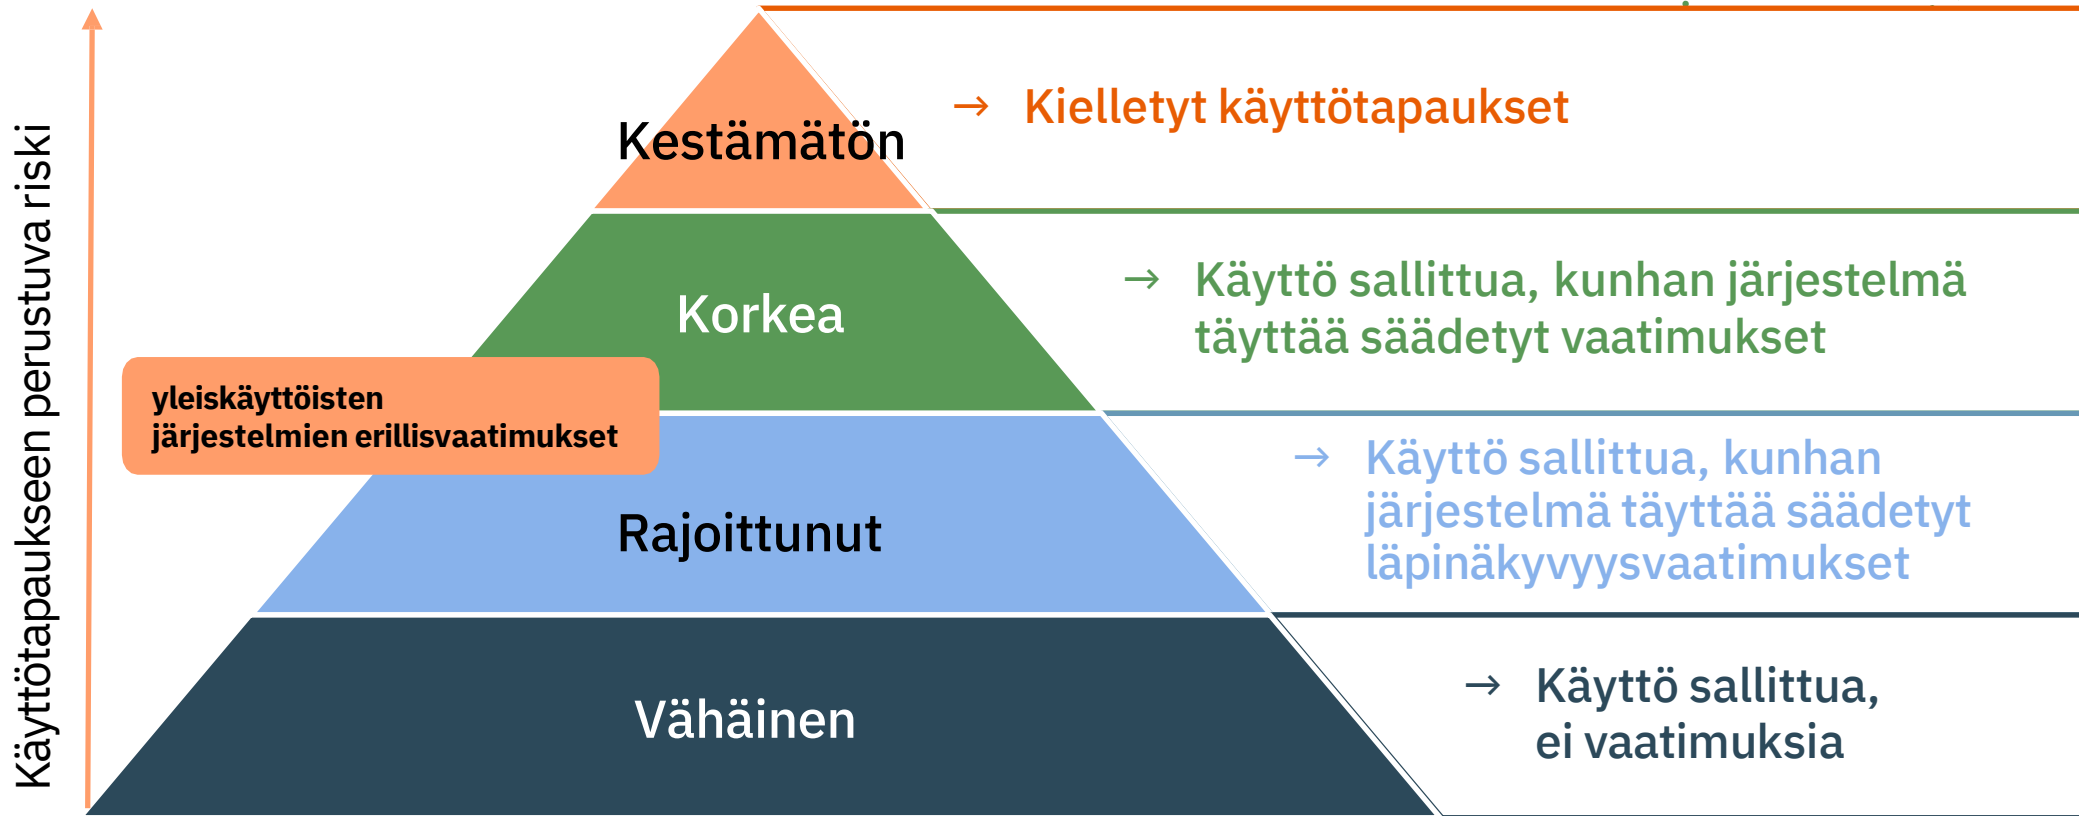 Käyttötapaukseen perustuva riski
Kestämätön
→ Kielletyt käyttötapaukset
Korkea
→ Käyttö sallittua, kunhan järjestelmä
täyttää säädetyt vaatimukset
yleiskäyttöisten
järjestelmien erillisvaatimukset
Rajoittunut
→ Käyttö sallittua, kunhan
järjestelmä täyttää säädetyt
läpinäkyvyysvaatimukset
Vähäinen
→ Käyttö sallittua,
ei vaatimuksia